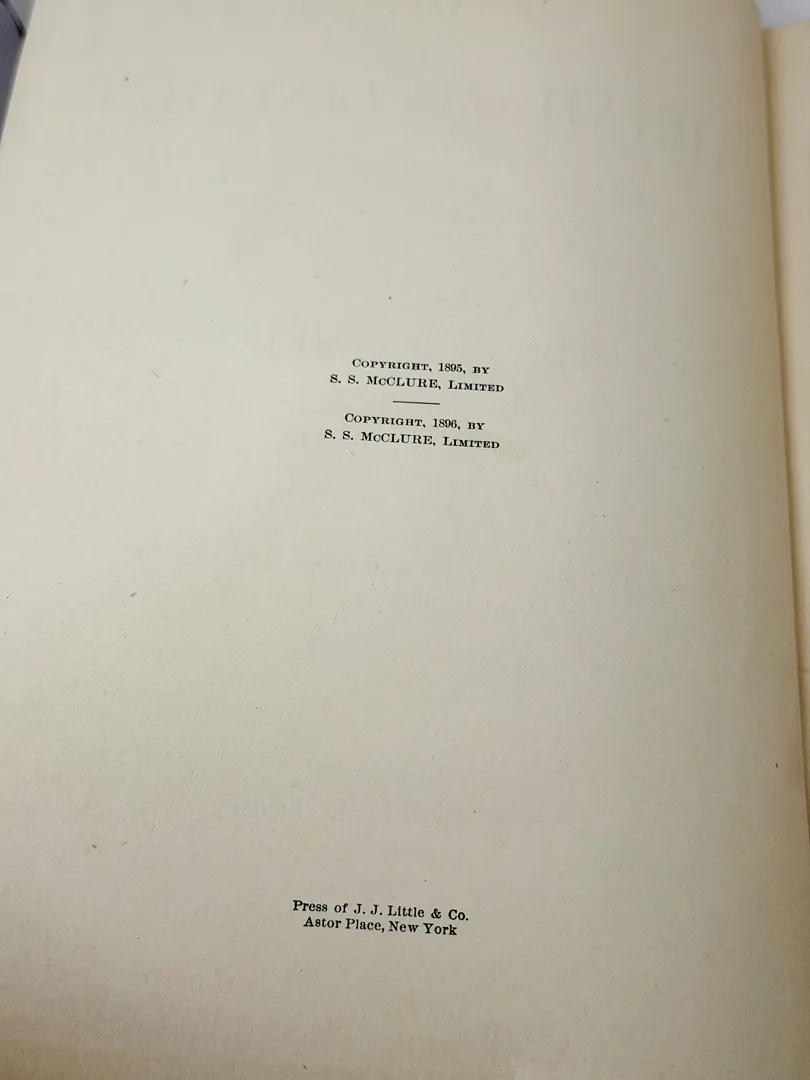 COPYRIGHT, 1895, BY
S. S. McCLURE, LIMITED
COPYRIGHT, 1896, BY
S. S. McCLURE, LIMITED
Press of J. J. Little & Co.
Astor Place, New York